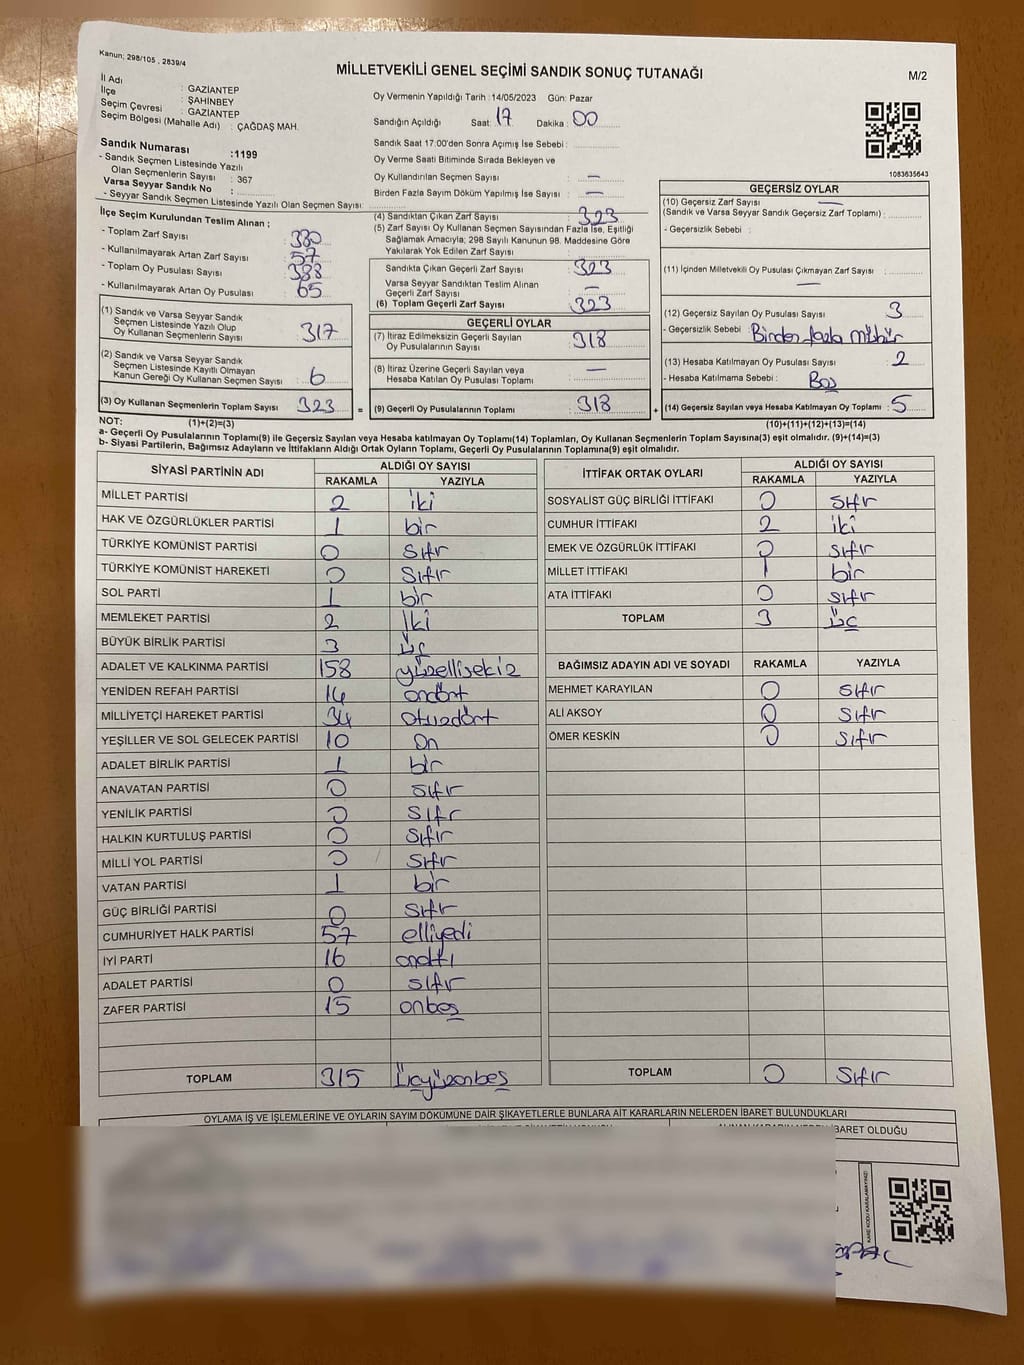 Kanun; 298/105 , 2839/4
MİLLETVEKİLİ GENEL SEÇİMİ SANDIK SONUÇ TUTANAĞI
M/2
İl Adı : GAZİANTEP
İlçe : ŞAHİNBEY
Seçim Çevresi : GAZİANTEP
Seçim Bölgesi (Mahalle Adı) : ÇAĞDAŞ MAH.
Oy Vermenin Yapıldığı Tarih : 14/05/2023 Gün: Pazar
Sandığın Açıldığı Saat: 17 Dakika : 00
Sandık Saat 17:00'den Sonra Açımış İse Sebebi :
Oy Verme Saati Bitiminde Sırada Bekleyen ve
Oy Kullandırılan Seçmen Sayısı : —
Birden Fazla Sayım Döküm Yapılmış İse Sayısı : —
1083635643
Sandık Numarası : 1199
- Sandık Seçmen Listesinde Yazılı
Olan Seçmenlerin Sayısı : 367
Varsa Seyyar Sandık No :
- Seyyar Sandık Seçmen Listesinde Yazılı Olan Seçmen Sayısı:
İlçe Seçim Kurulundan Teslim Alınan ;
- Toplam Zarf Sayısı : 380
- Kullanılmayarak Artan Zarf Sayısı : 57
- Toplam Oy Pusulası Sayısı : 388
- Kullanılmayarak Artan Oy Pusulası : 65
(1) Sandık ve Varsa Seyyar Sandık
Seçmen Listesinde Yazılı Olup
Oy Kullanan Seçmenlerin Sayısı : 317
(2) Sandık ve Varsa Seyyar Sandık
Seçmen Listesinde Kayıtlı Olmayan
Kanun Gereği Oy Kullanan Seçmen Sayısı : 6
(3) Oy Kullanan Seçmenlerin Toplam Sayısı : 323 =
(4) Sandıktan Çıkan Zarf Sayısı : 323
(5) Zarf Sayısı Oy Kullanan Seçmen Sayısından Fazla İse, Eşitliği
Sağlamak Amacıyla; 298 Sayılı Kanunun 98. Maddesine Göre
Yakılarak Yok Edilen Zarf Sayısı :
Sandıkta Çıkan Geçerli Zarf Sayısı : 323
Varsa Seyyar Sandıktan Teslim Alınan
Geçerli Zarf Sayısı : —
(6) Toplam Geçerli Zarf Sayısı : 323
GEÇERLİ OYLAR
(7) İtiraz Edilmeksizin Geçerli Sayılan
Oy Pusulalarının Sayısı : 318
(8) İtiraz Üzerine Geçerli Sayılan veya
Hesaba Katılan Oy Pusulası Toplamı : —
(9) Geçerli Oy Pusulalarının Toplamı : 318 +
GEÇERSİZ OYLAR
(10) Geçersiz Zarf Sayısı —
(Sandık ve Varsa Seyyar Sandık Geçersiz Zarf Toplamı) :
- Geçersizlik Sebebi :
(11) İçinden Milletvekili Oy Pusulası Çıkmayan Zarf Sayısı :
—
(12) Geçersiz Sayılan Oy Pusulası Sayısı : 3
- Geçersizlik Sebebi : Birden fazla mühür
(13) Hesaba Katılmayan Oy Pusulası Sayısı : 2
- Hesaba Katılmama Sebebi : Boş
(14) Geçersiz Sayılan veya Hesaba Katılmayan Oy Toplamı : 5
NOT: (1)+(2)=(3) (10)+(11)+(12)+(13)=(14)
a- Geçerli Oy Pusulalarının Toplamı(9) ile Geçersiz Sayılan veya Hesaba katılmayan Oy Toplamı(14) Toplamları, Oy Kullanan Seçmenlerin Toplam Sayısına(3) eşit olmalıdır. (9)+(14)=(3)
b- Siyasi Partilerin, Bağımsız Adayların ve İttifakların Aldığı Ortak Oyların Toplamı, Geçerli Oy Pusulalarının Toplamına(9) eşit olmalıdır.
SİYASİ PARTİNİN ADI ALDIĞI OY SAYISI
RAKAMLA YAZIYLA
MİLLET PARTİSİ 2 iki
HAK VE ÖZGÜRLÜKLER PARTİSİ 1 bir
TÜRKİYE KOMÜNİST PARTİSİ 0 sıfır
TÜRKİYE KOMÜNİST HAREKETİ 0 sıfır
SOL PARTİ 1 bir
MEMLEKET PARTİSİ 2 İki
BÜYÜK BİRLİK PARTİSİ 3 üç
ADALET VE KALKINMA PARTİSİ 158 yüzellisekiz
YENİDEN REFAH PARTİSİ 14 ondört
MİLLİYETÇİ HAREKET PARTİSİ 34 otuzdört
YEŞİLLER VE SOL GELECEK PARTİSİ 10 On
ADALET BİRLİK PARTİSİ 1 bir
ANAVATAN PARTİSİ 0 sıfır
YENİLİK PARTİSİ 0 sıfır
HALKIN KURTULUŞ PARTİSİ 0 sıfır
MİLLİ YOL PARTİSİ 0 sıfır
VATAN PARTİSİ 1 bir
GÜÇ BİRLİĞİ PARTİSİ 0 sıfır
CUMHURİYET HALK PARTİSİ 57 elliyedi
İYİ PARTİ 16 onaltı
ADALET PARTİSİ 0 sıfır
ZAFER PARTİSİ 15 onbeş
TOPLAM 315 Üçyüzonbeş
İTTİFAK ORTAK OYLARI ALDIĞI OY SAYISI
RAKAMLA YAZIYLA
SOSYALİST GÜÇ BİRLİĞİ İTTİFAKI 0 sıfır
CUMHUR İTTİFAKI 2 iki
EMEK VE ÖZGÜRLÜK İTTİFAKI 0 sıfır
MİLLET İTTİFAKI 1 bir
ATA İTTİFAKI 0 sıfır
TOPLAM 3 üç
BAĞIMSIZ ADAYIN ADI VE SOYADI RAKAMLA YAZIYLA
MEHMET KARAYILAN 0 sıfır
ALİ AKSOY 0 sıfır
ÖMER KESKİN 0 sıfır
TOPLAM 0 Sıfır
OYLAMA İŞ VE İŞLEMLERİNE VE OYLARIN SAYIM DÖKÜMÜNE DAİR ŞİKAYETLERLE BUNLARA AİT KARARLARIN NELERDEN İBARET BULUNDUKLARI
İBARET OLDUĞU